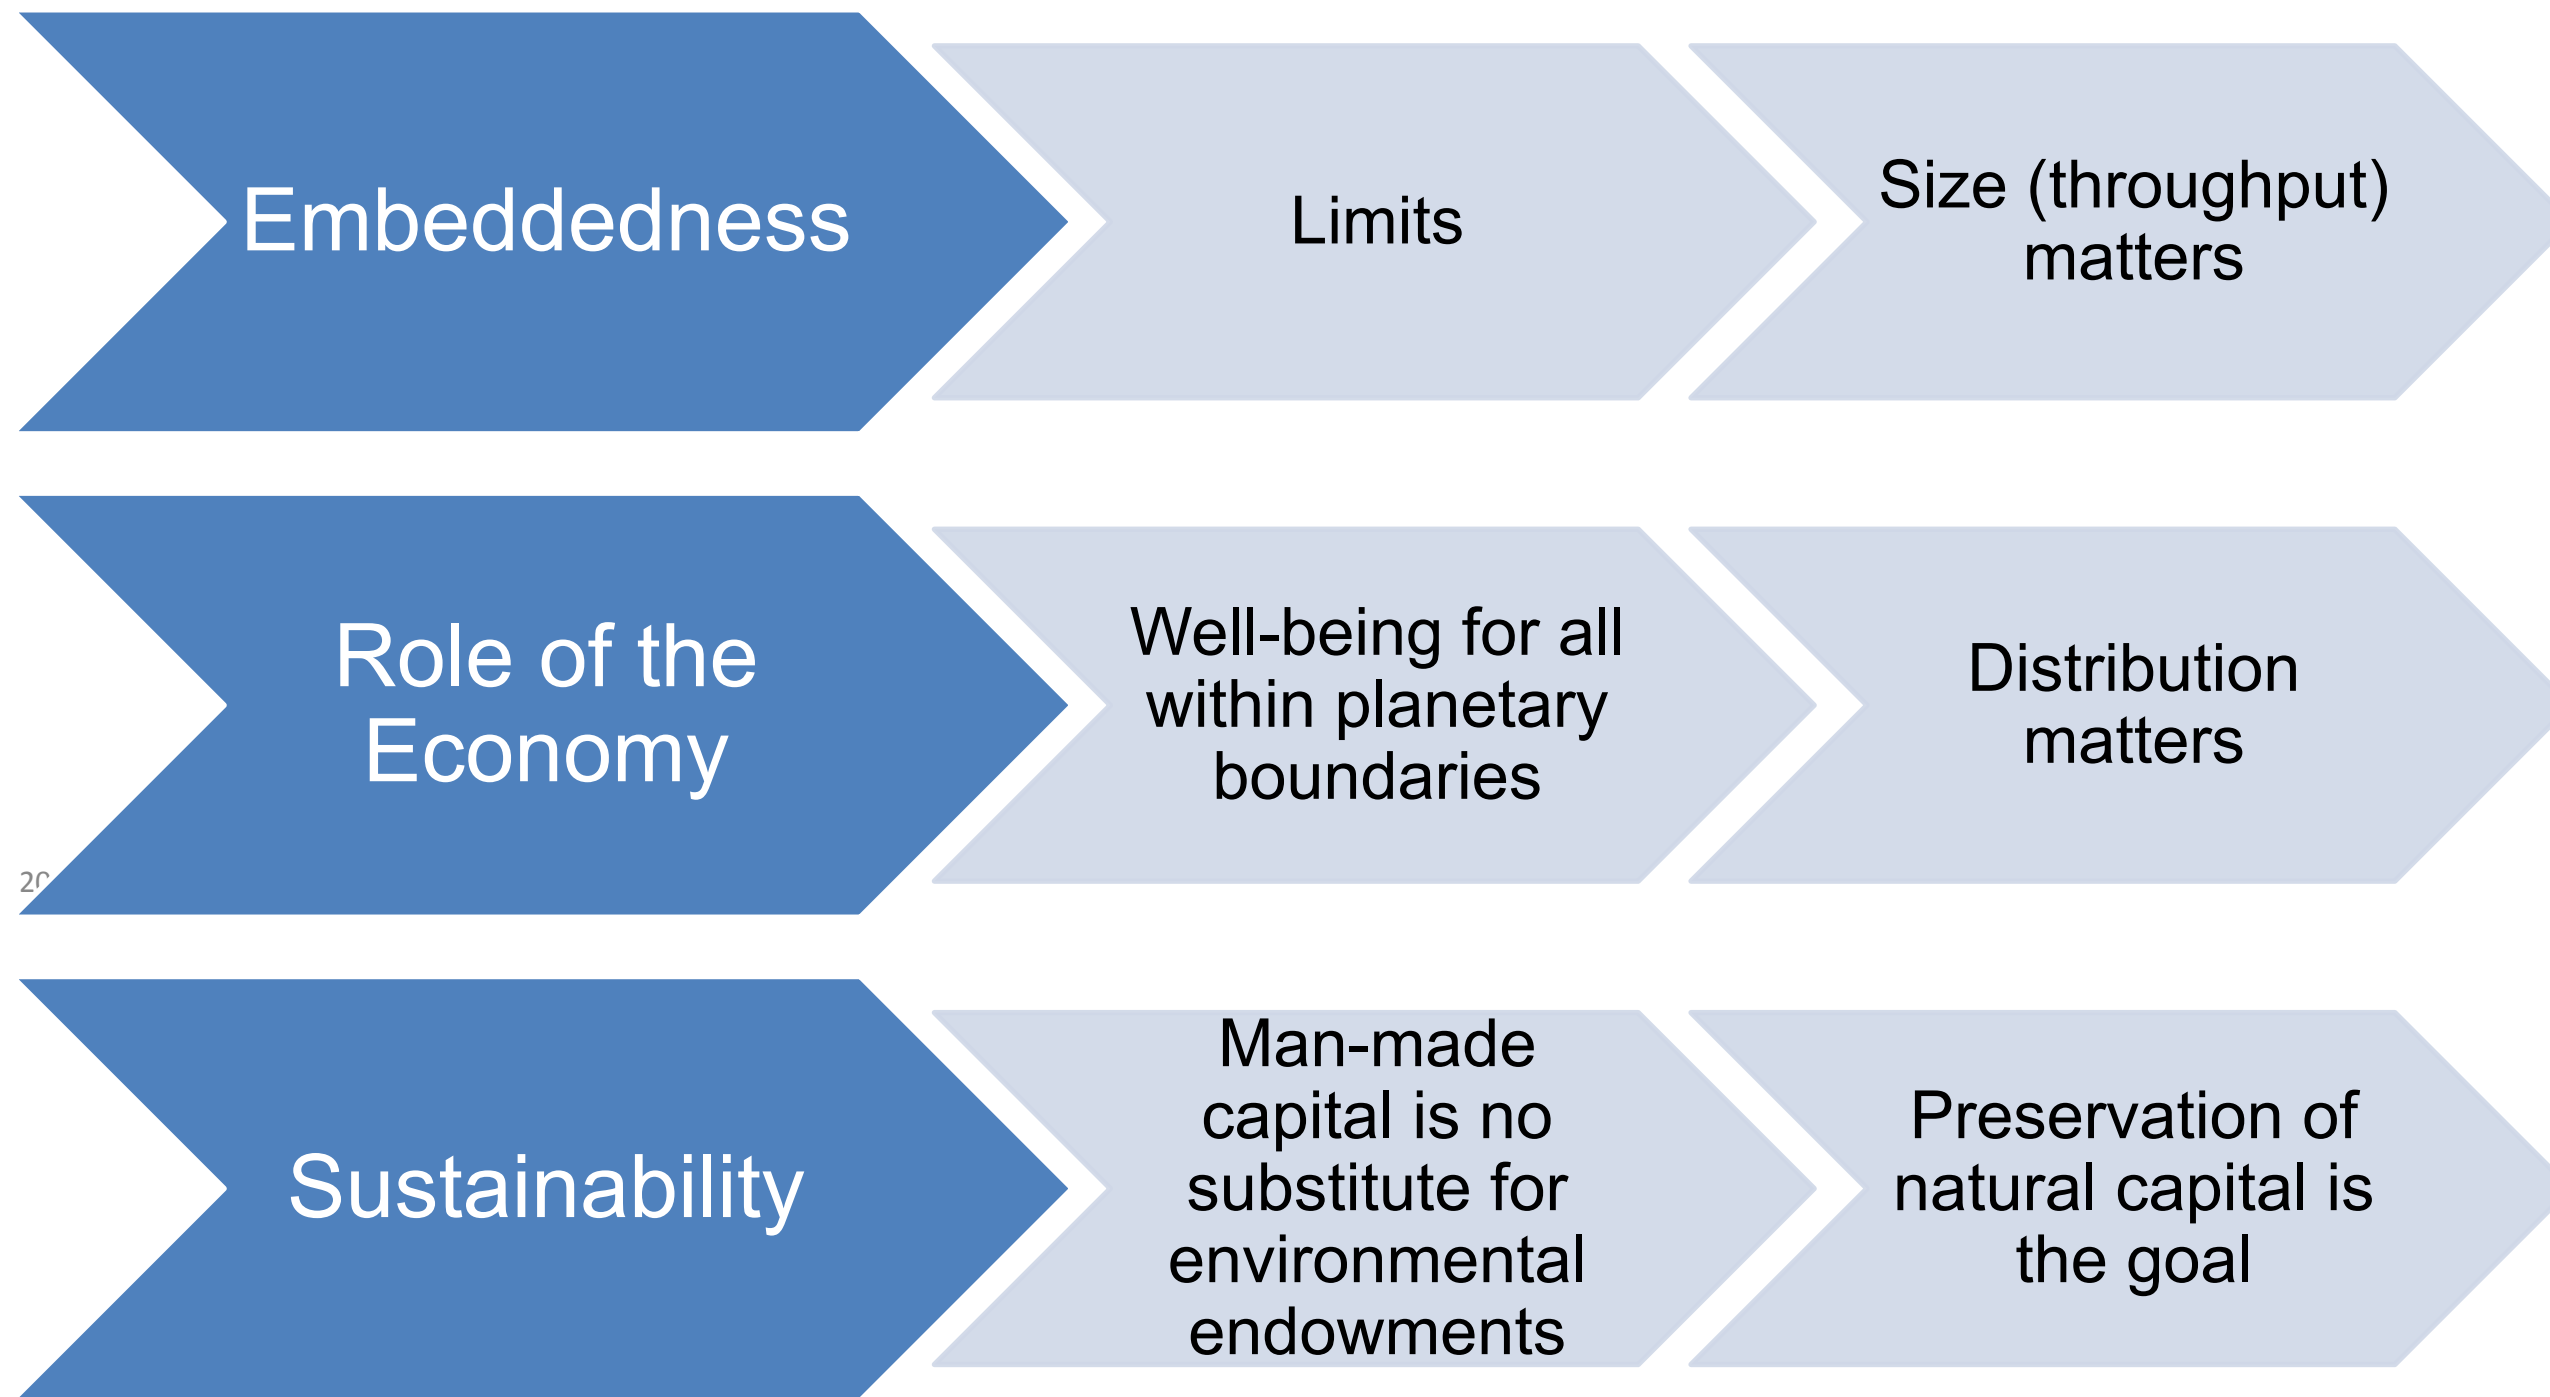 Embeddedness
Limits
Size (throughput)
matters
Role of the
Economy
Well-being for all
within planetary
boundaries
Distribution
matters
Sustainability
Man-made
capital is no
substitute for
environmental
endowments
Preservation of
natural capital is
the goal